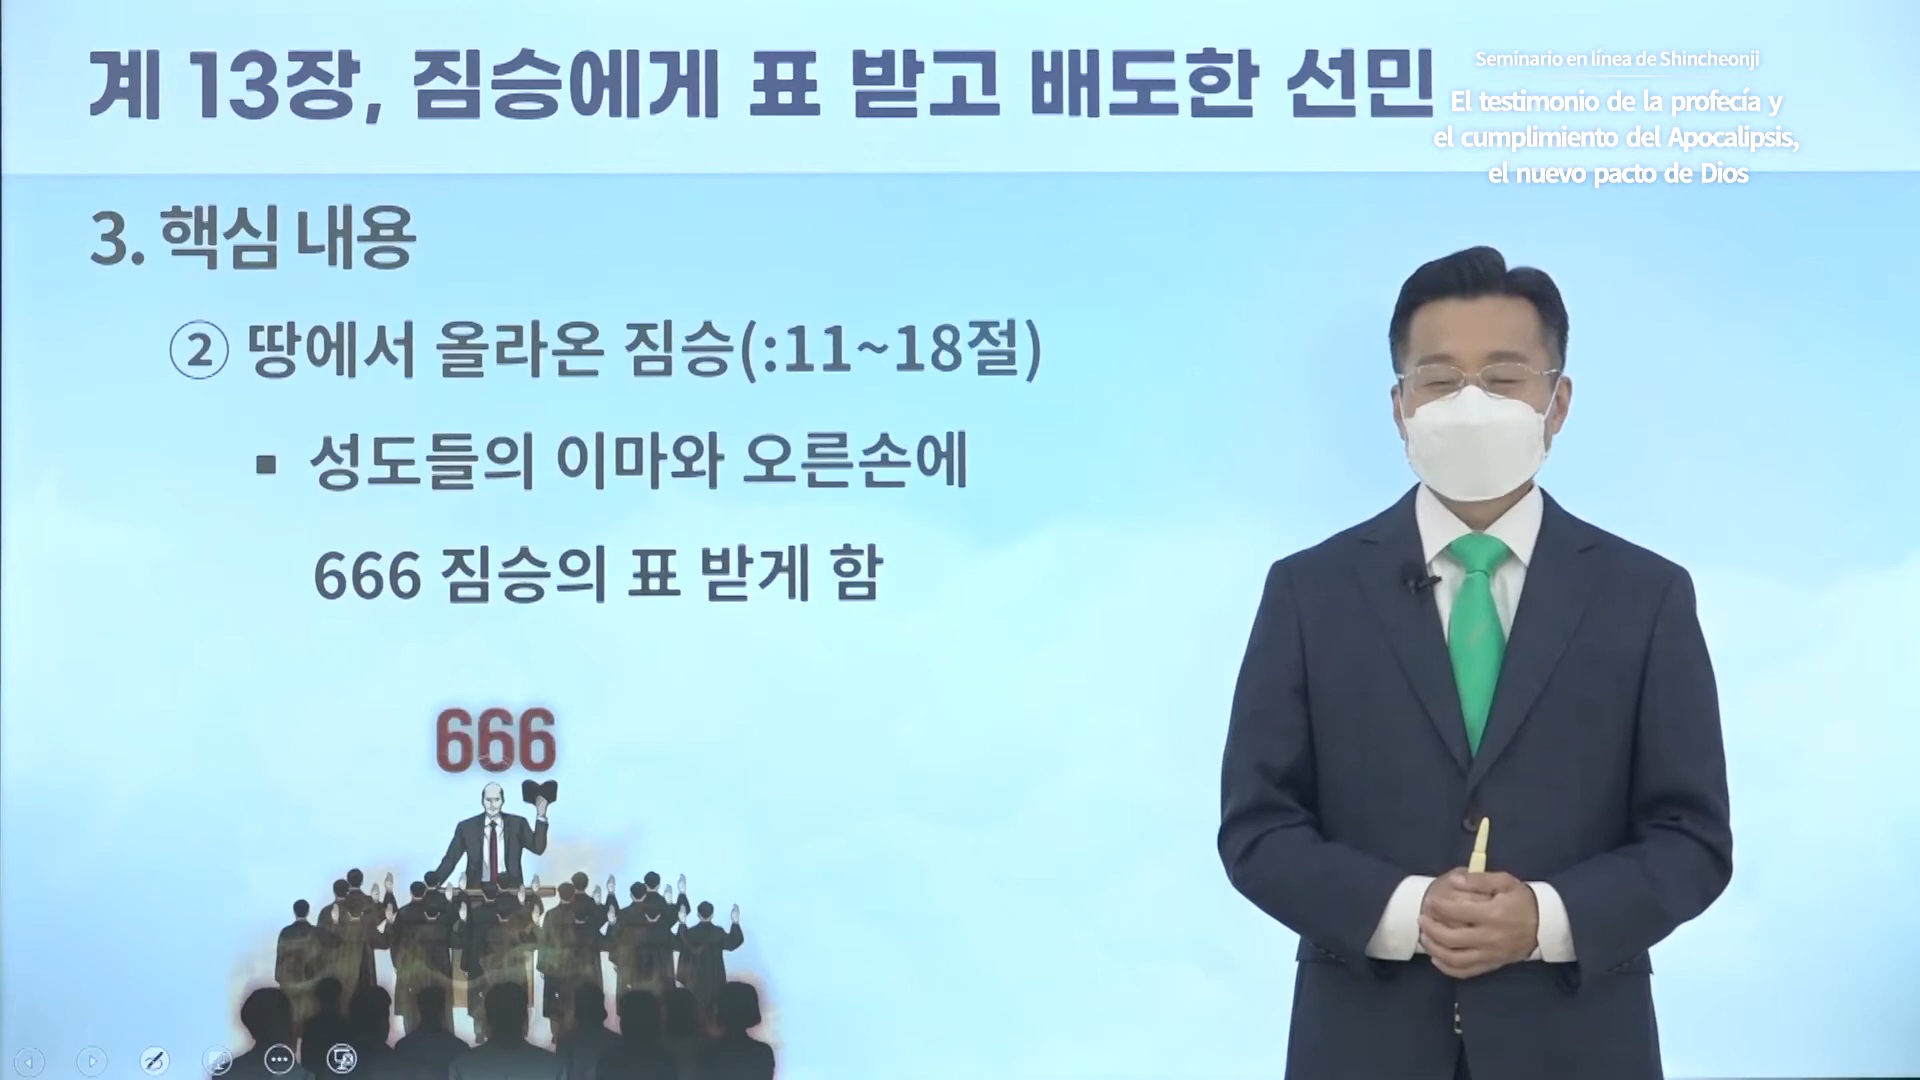 계 13장, 짐승에게 표 받고 배도한 선민
Seminario en línea de Shincheonji
El testimonio de la profecía y
el cumplimiento del Apocalipsis,
el nuevo pacto de Dios
3. 핵심 내용
② 땅에서 올라온 짐승(:11~18절)
▪ 성도들의 이마와 오른손에
666 짐승의 표 받게 함
666